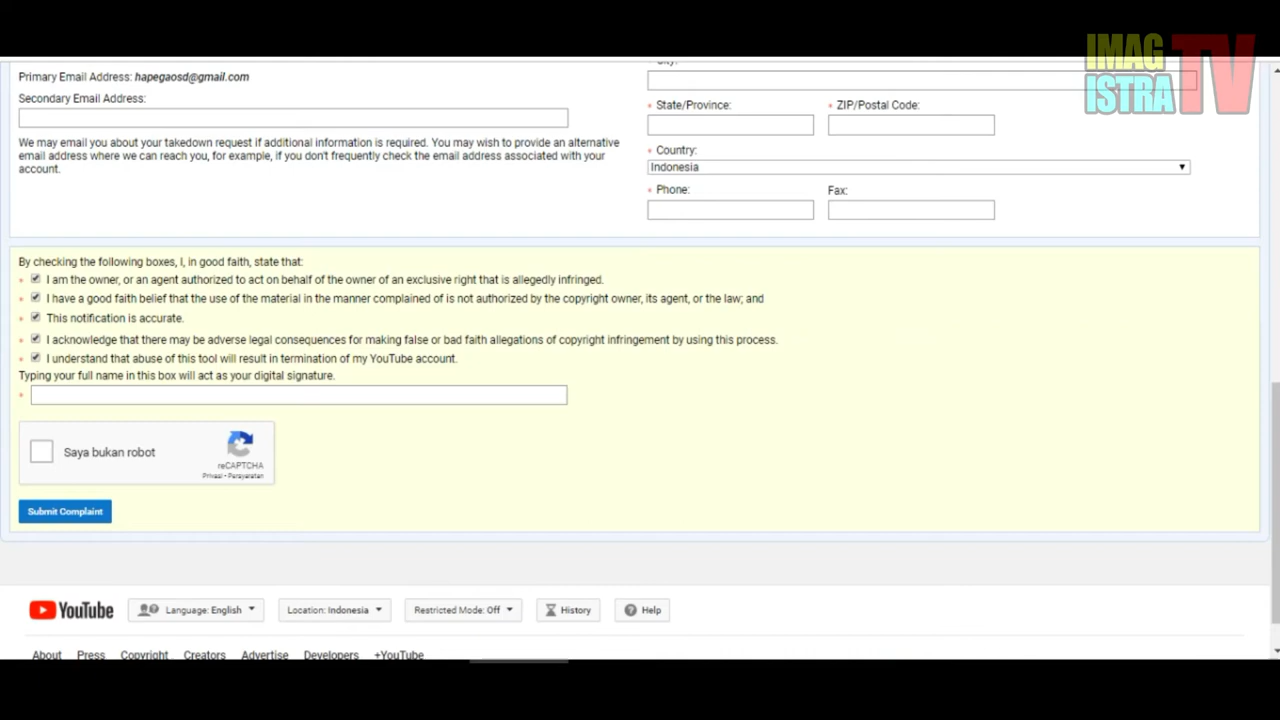 IMAG
ISTRA TV
Primary Email Address: hapegaosd@gmail.com
Secondary Email Address:
We may email you about your takedown request if additional information is required. You may wish to provide an alternative
email address where we can reach you, for example, if you don't frequently check the email address associated with your
account.
* State/Province:
* ZIP/Postal Code:
* Country:
Indonesia
* Phone:
Fax:
By checking the following boxes, I, in good faith, state that:
* I am the owner, or an agent authorized to act on behalf of the owner of an exclusive right that is allegedly infringed.
* I have a good faith belief that the use of the material in the manner complained of is not authorized by the copyright owner, its agent, or the law; and
* This notification is accurate.
* I acknowledge that there may be adverse legal consequences for making false or bad faith allegations of copyright infringement by using this process.
* I understand that abuse of this tool will result in termination of my YouTube account.
Typing your full name in this box will act as your digital signature.
*
Saya bukan robot
reCAPTCHA
Privasi - Persyaratan
Submit Complaint
YouTube
Language: English
Location: Indonesia
Restricted Mode: Off
History
Help
About Press Copyright Creators Advertise Developers +YouTube